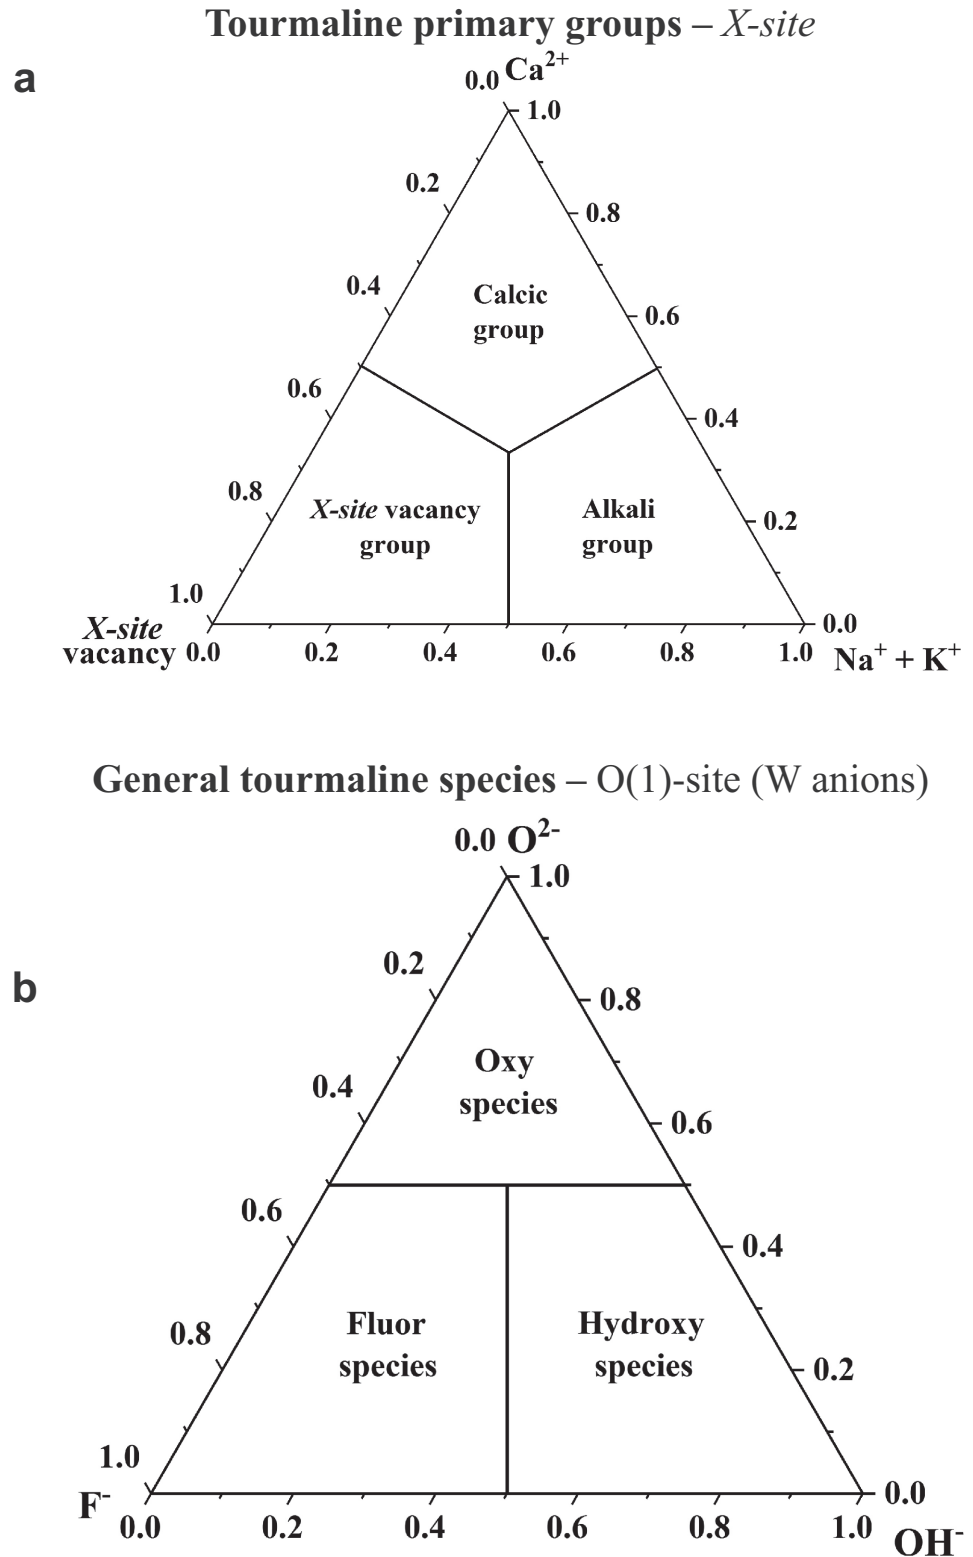 Tourmaline primary groups – X-site
a
0.0 Ca2+
1.0
0.2
0.8
0.4
Calcic
group
0.6
0.6
0.4
0.8
X-site vacancy
group
Alkali
group
0.2
1.0
X-site
vacancy
0.0
0.0 0.2 0.4 0.6 0.8 1.0
Na+ + K+
General tourmaline species – O(1)-site (W anions)
0.0 O2-
1.0
b
0.2
0.8
Oxy
species
0.4
0.6
0.6
0.4
Fluor
species
Hydroxy
species
0.8
0.2
1.0
F-
0.0
0.0 0.2 0.4 0.6 0.8 1.0
OH-